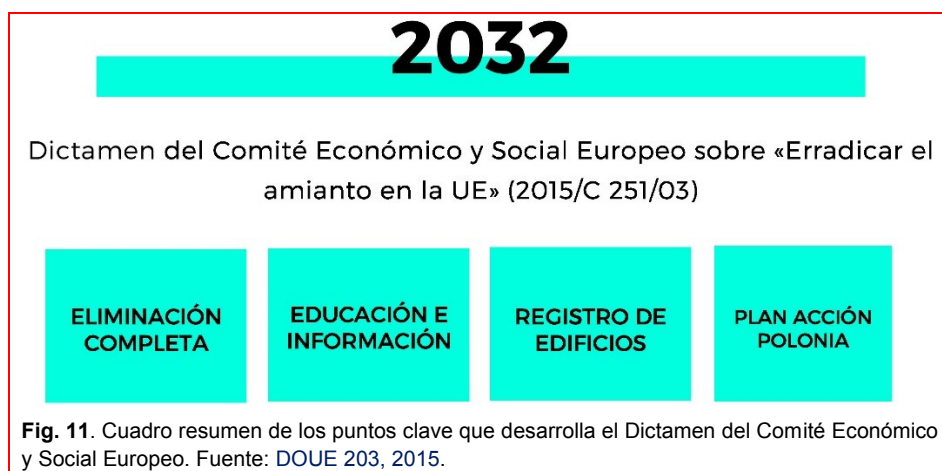 2032
Dictamen del Comité Económico y Social Europeo sobre «Erradicar el
amianto en la UE» (2015/C 251/03)
ELIMINACIÓN
COMPLETA
EDUCACIÓN E
INFORMACIÓN
REGISTRO DE
EDIFICIOS
PLAN ACCIÓN
POLONIA
Fig. 11. Cuadro resumen de los puntos clave que desarrolla el Dictamen del Comité Económico
y Social Europeo. Fuente: DOUE 203, 2015.